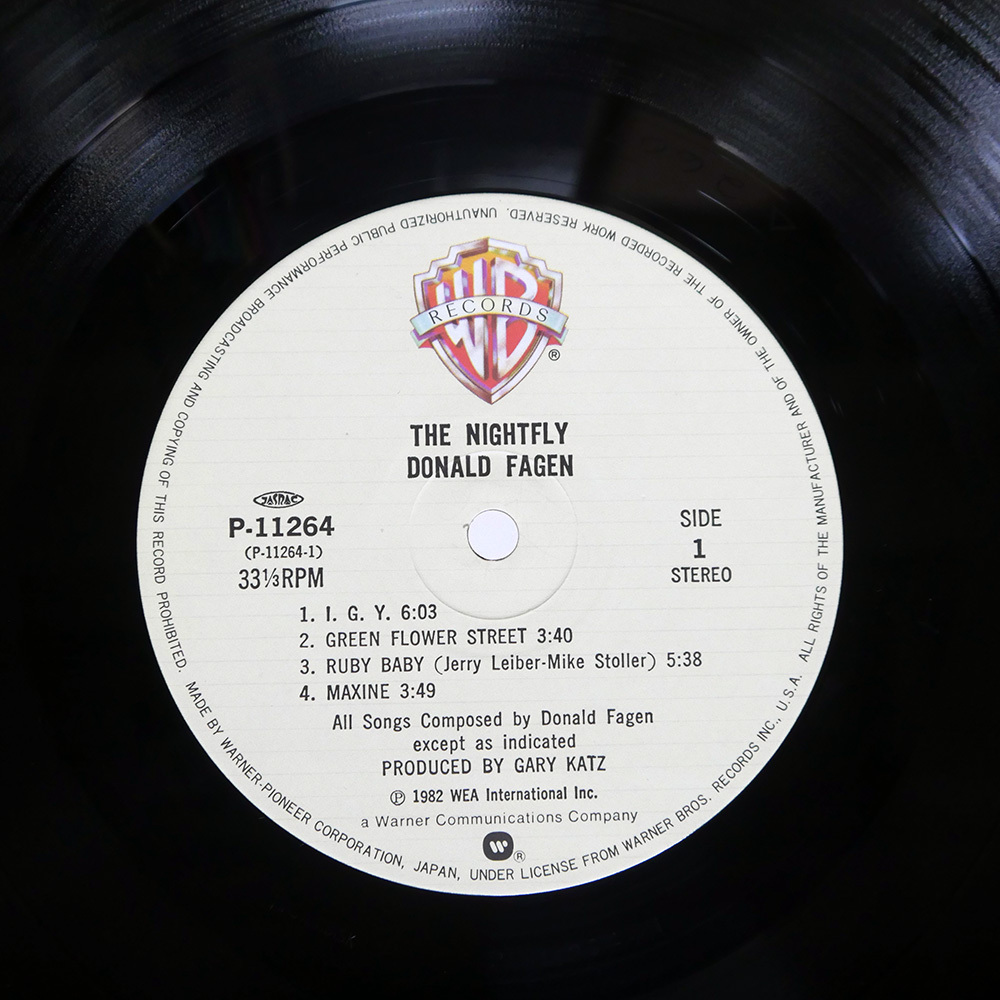 WB
RECORDS
®
THE NIGHTFLY
DONALD FAGEN
JASRAC
P-11264
(P-11264-1)
33⅓RPM
SIDE
1
STEREO
1. I. G. Y. 6:03
2. GREEN FLOWER STREET 3:40
3. RUBY BABY (Jerry Leiber-Mike Stoller) 5:38
4. MAXINE 3:49
All Songs Composed by Donald Fagen
except as indicated
PRODUCED BY GARY KATZ
℗ 1982 WEA International Inc.
a Warner Communications Company
®
ALL RIGHTS OF THE MANUFACTURER AND OF THE OWNER OF THE RECORDED WORK RESERVED. UNAUTHORIZED PUBLIC PERFORMANCE BROADCASTING AND COPYING OF THIS RECORD PROHIBITED. MADE BY WARNER-PIONEER CORPORATION, JAPAN, UNDER LICENSE FROM WARNER BROS. RECORDS INC., U.S.A.